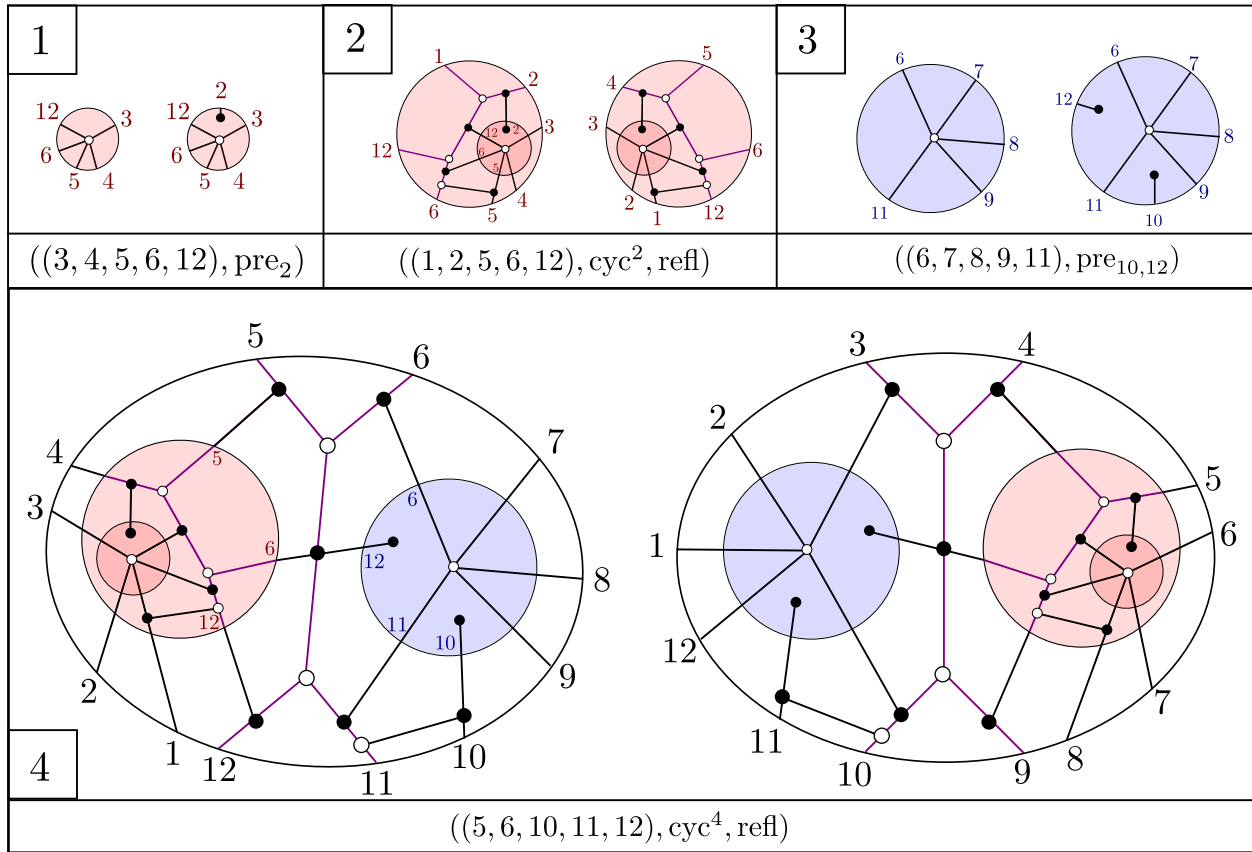 1
12 3 6 5 4
2 12 3 6 5 4
((3, 4, 5, 6, 12), pre₂)
2
1 2 3 4 5 6 12 12 2 6 5
5 4 3 6 2 1 12
((1, 2, 5, 6, 12), cyc², refl)
3
6 7 8 9 11
6 7 12 8 9 11 10
((6, 7, 8, 9, 11), pre₁₀,₁₂)
5 6 4 7 3 8 2 9 1 12 11 10
5 6 12 6 12 11 10
3 4 2 5 1 6 12 7 11 8 10 9
4
((5, 6, 10, 11, 12), cyc⁴, refl)